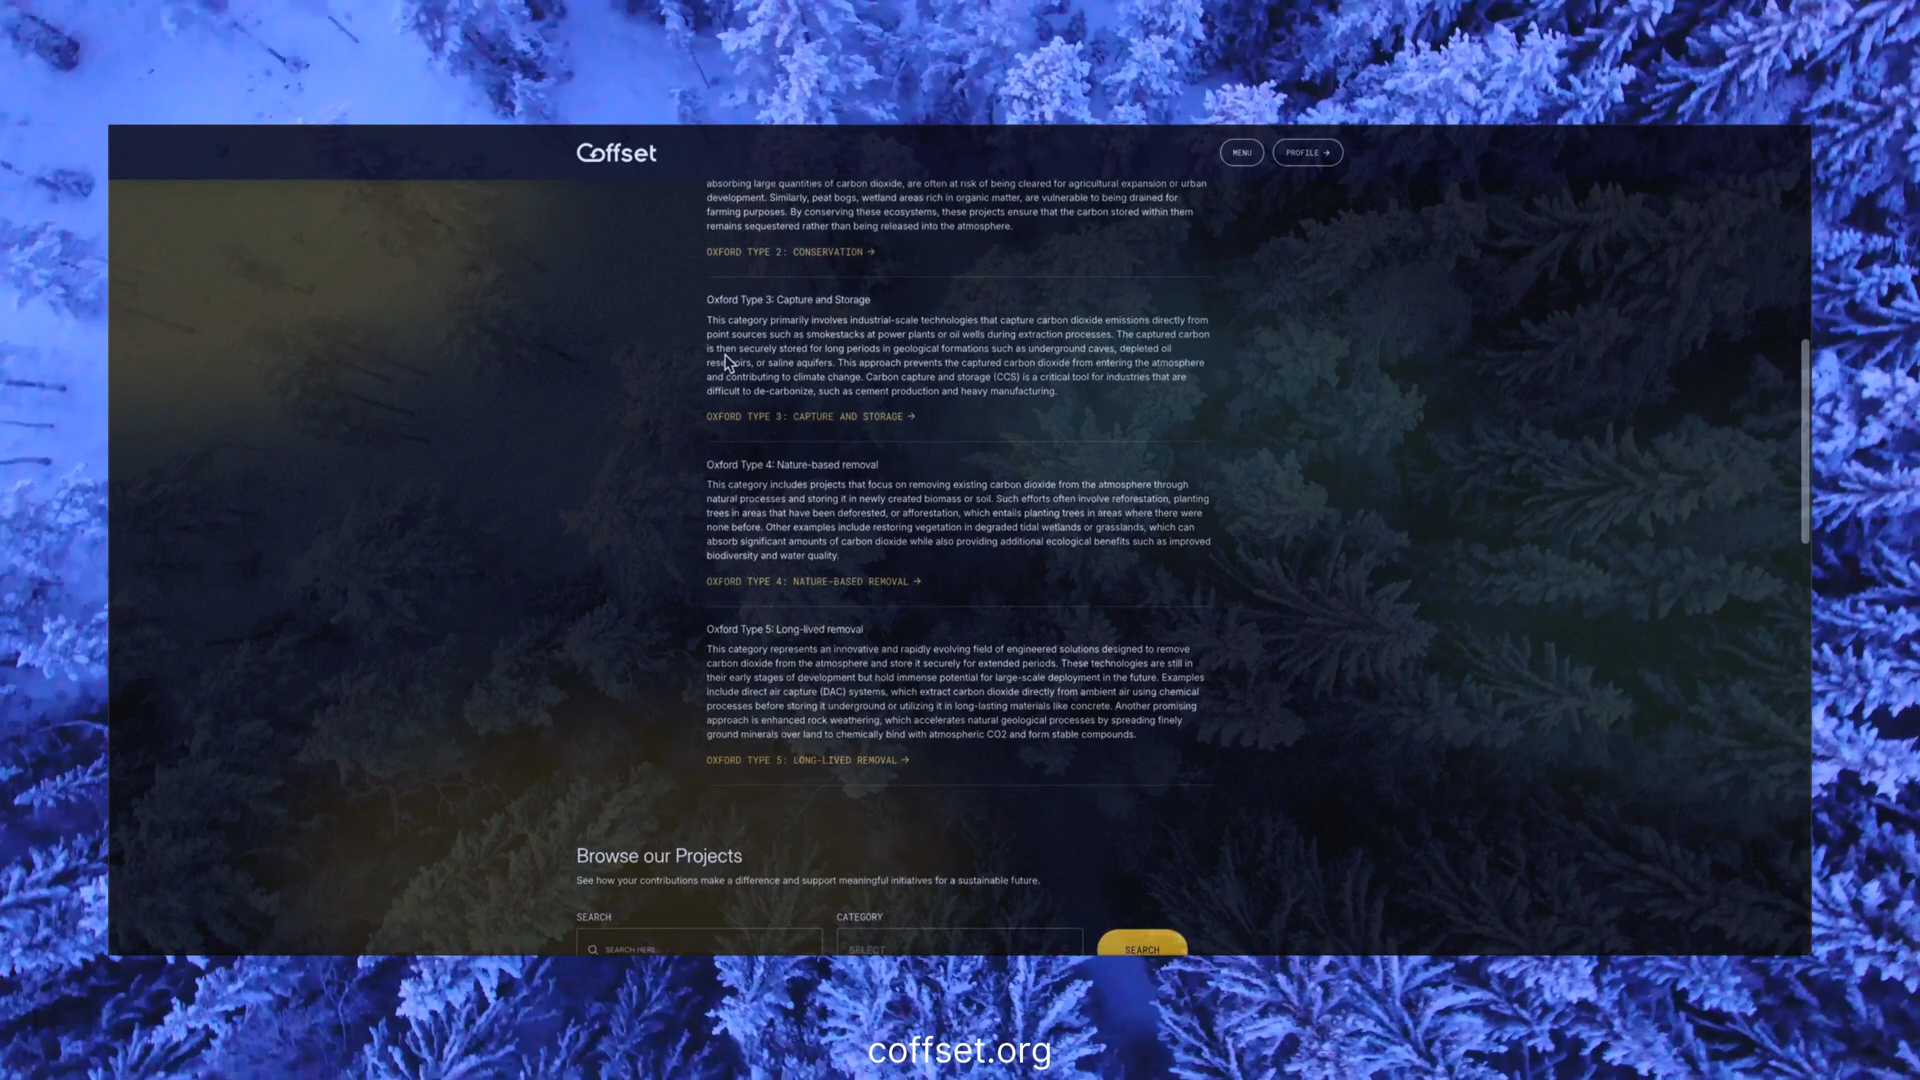 Coffset
MENU
PROFILE →
absorbing large quantities of carbon dioxide, are often at risk of being cleared for agricultural expansion or urban
development. Similarly, peat bogs, wetland areas rich in organic matter, are vulnerable to being drained for
farming purposes. By conserving these ecosystems, these projects ensure that the carbon stored within them
remains sequestered rather than being released into the atmosphere.
OXFORD TYPE 2: CONSERVATION →
Oxford Type 3: Capture and Storage
This category primarily involves industrial-scale technologies that capture carbon dioxide emissions directly from
point sources such as smokestacks at power plants or oil wells during extraction processes. The captured carbon
is then securely stored for long periods in geological formations such as underground caves, depleted oil
reservoirs, or saline aquifers. This approach prevents the captured carbon dioxide from entering the atmosphere
and contributing to climate change. Carbon capture and storage (CCS) is a critical tool for industries that are
difficult to de-carbonize, such as cement production and heavy manufacturing.
OXFORD TYPE 3: CAPTURE AND STORAGE →
Oxford Type 4: Nature-based removal
This category includes projects that focus on removing existing carbon dioxide from the atmosphere through
natural processes and storing it in newly created biomass or soil. Such efforts often involve reforestation, planting
trees in areas that have been deforested, or afforestation, which entails planting trees in areas where there were
none before. Other examples include restoring vegetation in degraded tidal wetlands or grasslands, which can
absorb significant amounts of carbon dioxide while also providing additional ecological benefits such as improved
biodiversity and water quality.
OXFORD TYPE 4: NATURE-BASED REMOVAL →
Oxford Type 5: Long-lived removal
This category represents an innovative and rapidly evolving field of engineered solutions designed to remove
carbon dioxide from the atmosphere and store it securely for extended periods. These technologies are still in
their early stages of development but hold immense potential for large-scale deployment in the future. Examples
include direct air capture (DAC) systems, which extract carbon dioxide directly from ambient air using chemical
processes before storing it underground or utilizing it in long-lasting materials like concrete. Another promising
approach is enhanced rock weathering, which accelerates natural geological processes by spreading finely
ground minerals over land to chemically bind with atmospheric CO2 and form stable compounds.
OXFORD TYPE 5: LONG-LIVED REMOVAL →
Browse our Projects
See how your contributions make a difference and support meaningful initiatives for a sustainable future.
SEARCH
CATEGORY
SEARCH HERE...
SELECT
SEARCH
coffset.org